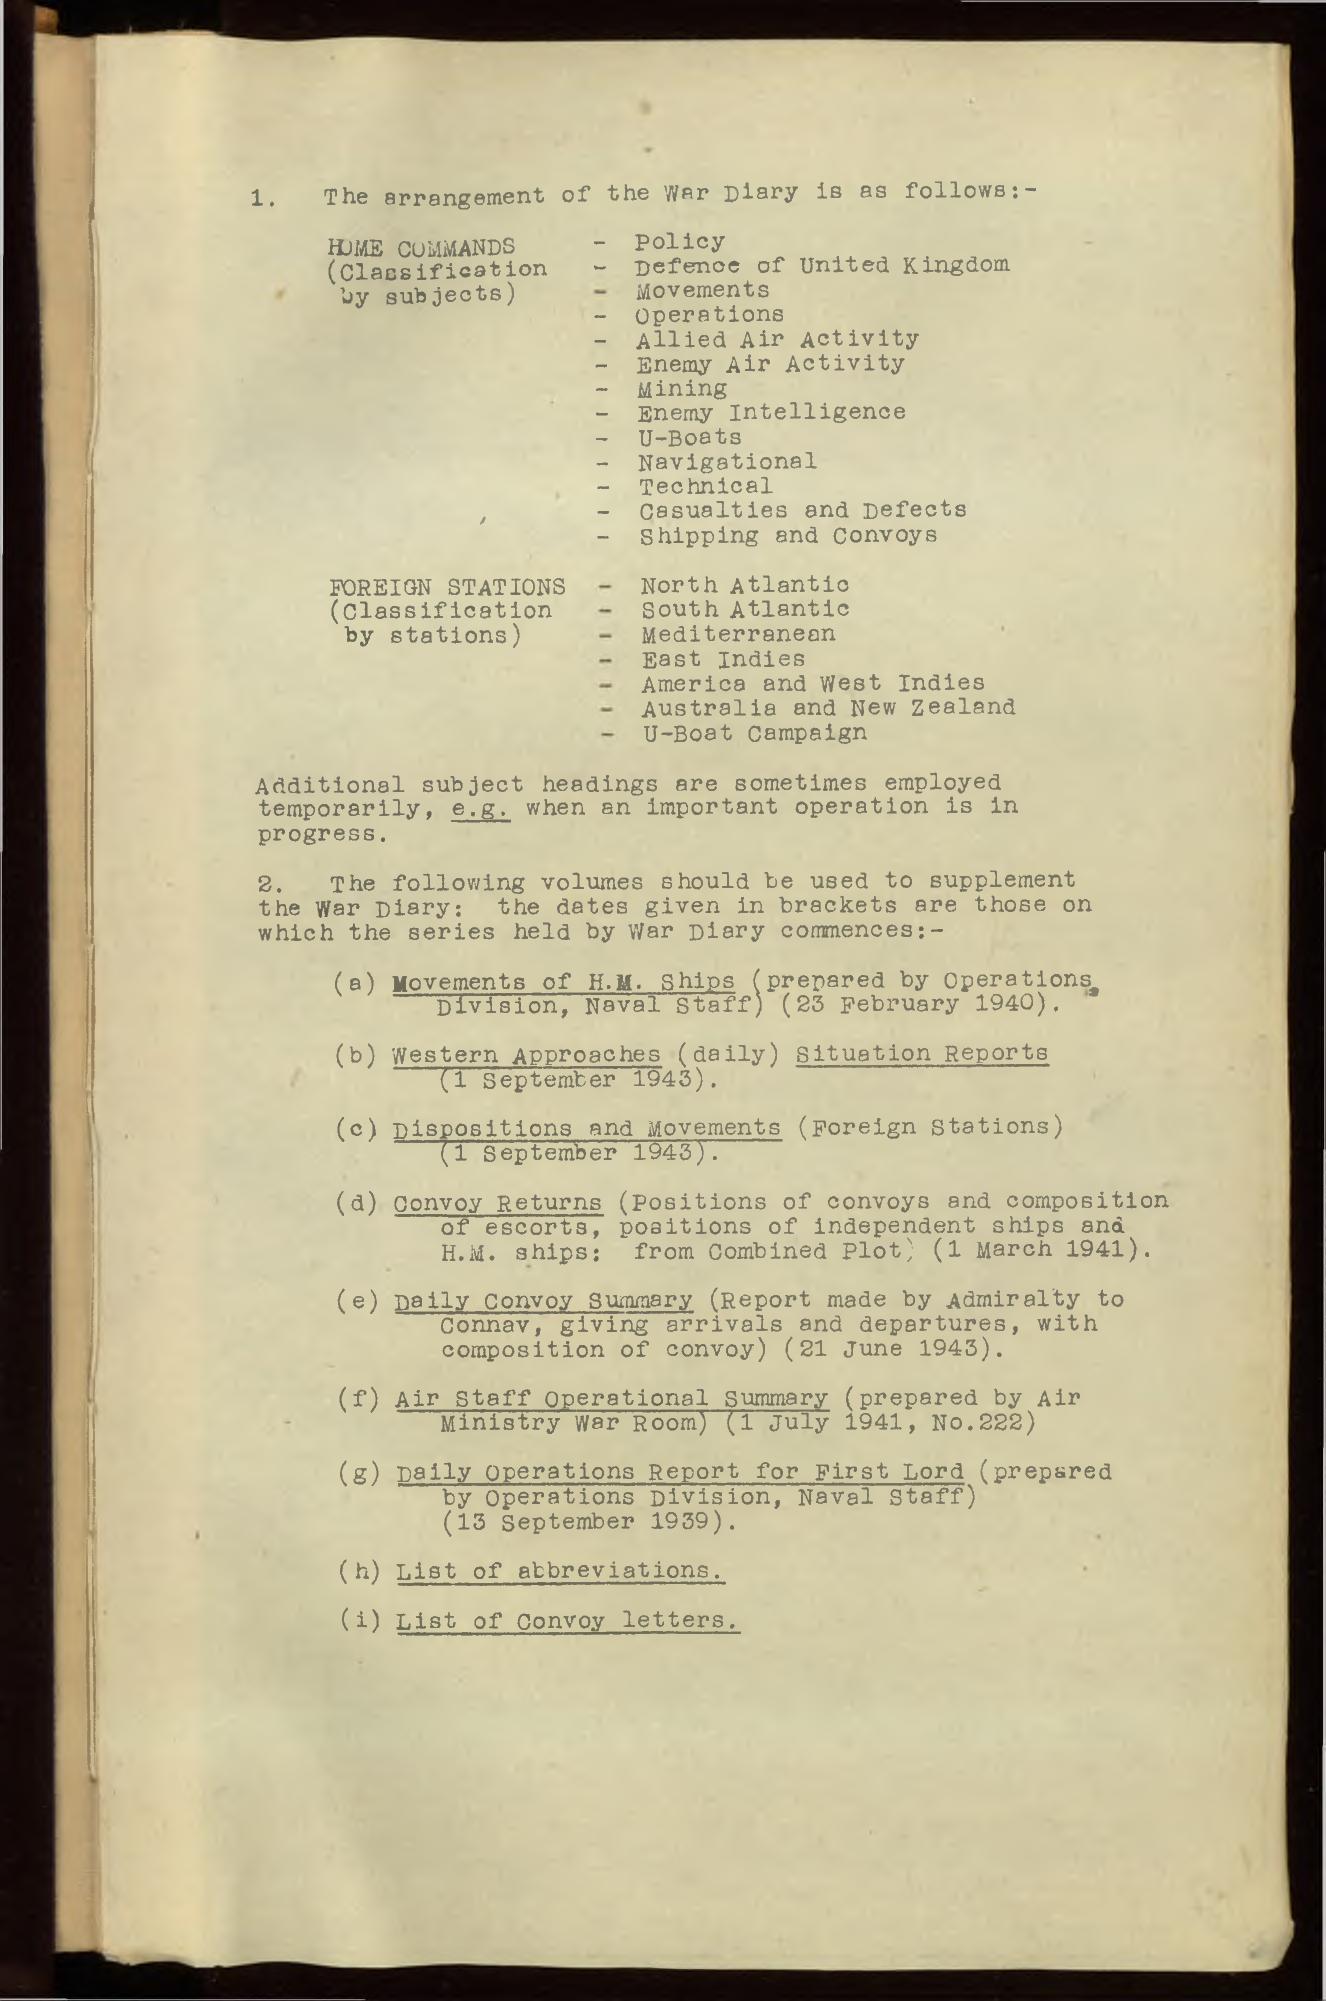 1. The arrangement of the War Diary is as follows:-
HOME COMMANDS - Policy
(Classification - Defence of United Kingdom
by subjects) - Movements
- Operations
- Allied Air Activity
- Enemy Air Activity
- Mining
- Enemy Intelligence
- U-Boats
- Navigational
- Technical
- Casualties and Defects
- Shipping and Convoys
FOREIGN STATIONS - North Atlantic
(Classification - South Atlantic
by stations) - Mediterranean
- East Indies
- America and West Indies
- Australia and New Zealand
- U-Boat Campaign
Additional subject headings are sometimes employed
temporarily, e.g. when an important operation is in
progress.
2. The following volumes should be used to supplement
the War Diary: the dates given in brackets are those on
which the series held by War Diary commences:-
(a) Movements of H.M. Ships (prepared by Operations
Division, Naval Staff) (23 February 1940).
(b) Western Approaches (daily) Situation Reports
(1 September 1943).
(c) Dispositions and Movements (Foreign Stations)
(1 September 1943).
(d) Convoy Returns (Positions of convoys and composition
of escorts, positions of independent ships and
H.M. ships: from Combined Plot) (1 March 1941).
(e) Daily Convoy Summary (Report made by Admiralty to
Connav, giving arrivals and departures, with
composition of convoy) (21 June 1943).
(f) Air Staff Operational Summary (prepared by Air
Ministry War Room) (1 July 1941, No.222)
(g) Daily Operations Report for First Lord (prepared
by Operations Division, Naval Staff)
(13 September 1939).
(h) List of abbreviations.
(i) List of Convoy letters.